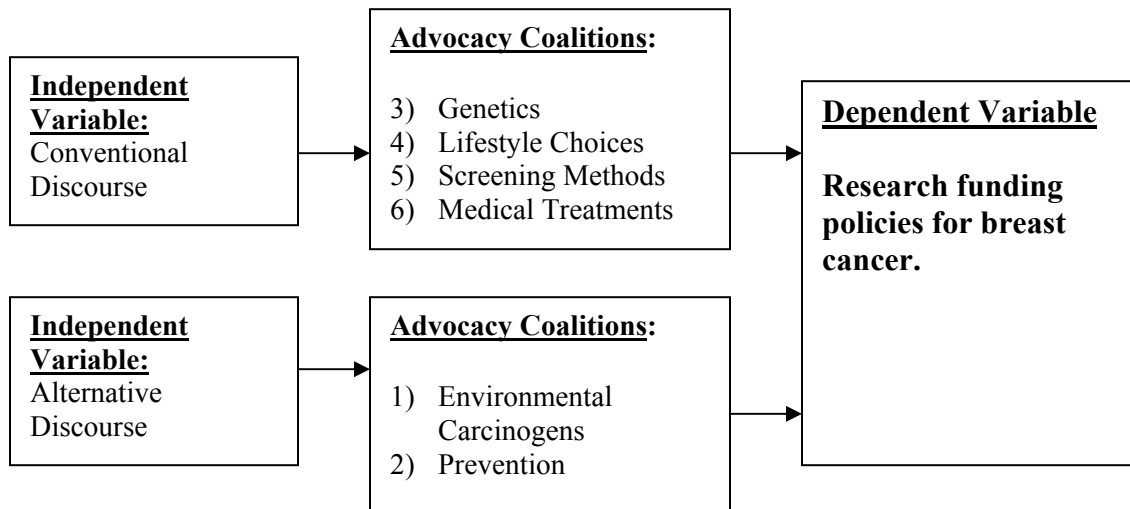 Independent
Variable:
Conventional
Discourse
Advocacy Coalitions:
3) Genetics
4) Lifestyle Choices
5) Screening Methods
6) Medical Treatments
Dependent Variable
Research funding
policies for breast
cancer.
Independent
Variable:
Alternative
Discourse
Advocacy Coalitions:
1) Environmental
Carcinogens
2) Prevention